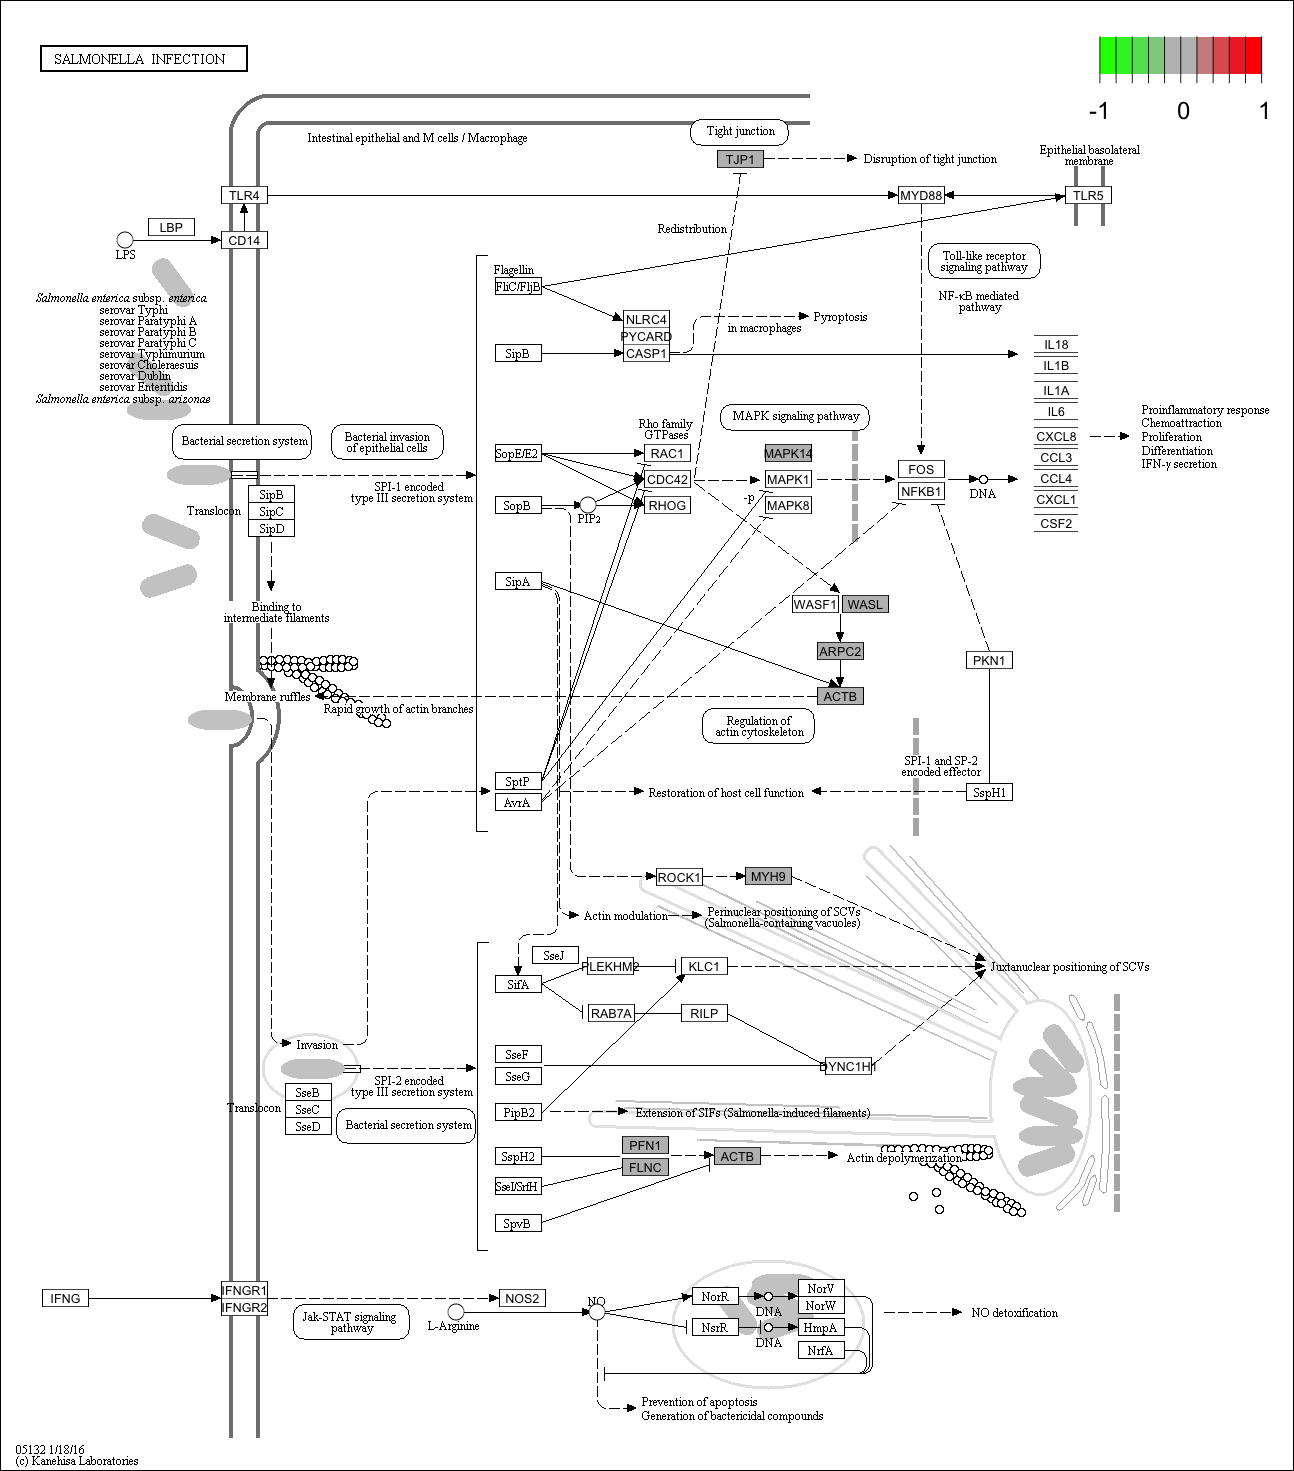 SALMONELLA INFECTION
-1 0 1
Intestinal epithelial and M cells / Macrophage
Tight junction
TJP1
Disruption of tight junction
Epithelial basolateral
membrane
TLR4
MYD88
TLR5
LBP
CD14
LPS
Redistribution
Toll-like receptor
signaling pathway
NF-κB mediated
pathway
Flagellin
FliC/FljB
Salmonella enterica subsp. enterica
serovar Typhi
serovar Paratyphi A
serovar Paratyphi B
serovar Paratyphi C
serovar Typhimurium
serovar Choleraesuis
serovar Dublin
serovar Enteritidis
Salmonella enterica subsp. arizonae
NLRC4
PYCARD
CASP1
Pyroptosis
in macrophages
SipB
IL18
IL1B
IL1A
IL6
CXCL8
CCL3
CCL4
CXCL1
CSF2
Proinflammatory response
Chemoattraction
Proliferation
Differentiation
IFN-γ secretion
Bacterial secretion system
Bacterial invasion
of epithelial cells
Rho family
GTPases
MAPK signaling pathway
SopE/E2
RAC1
MAPK14
CDC42
MAPK1
FOS
NFKB1
DNA
SPI-1 encoded
type III secretion system
SopB
PIP2
RHOG
-p
MAPK8
Translocon
SipB
SipC
SipD
SipA
Binding to
intermediate filaments
WASF1
WASL
ARPC2
ACTB
PKN1
Membrane ruffles
Rapid growth of actin branches
Regulation of
actin cytoskeleton
SPI-1 and SP-2
encoded effector
SptP
AvrA
Restoration of host cell function
SspH1
ROCK1
MYH9
Actin modulation
Perinuclear positioning of SCVs
(Salmonella-containing vacuoles)
SseJ
SifA
PLEKHM2
KLC1
Juxtanuclear positioning of SCVs
RAB7A
RILP
Invasion
SseF
SseG
DYNC1H1
SPI-2 encoded
type III secretion system
Translocon
SseB
SseC
SseD
Bacterial secretion system
PipB2
Extension of SIFs (Salmonella-induced filaments)
SspH2
PFN1
FLNC
ACTB
Actin depolymerization
SseI/SrfH
SpvB
IFNG
IFNGR1
IFNGR2
Jak-STAT signaling
pathway
NOS2
L-Arginine
NO
NorR
DNA
NorV
NorW
NsrR
DNA
HmpA
NrfA
NO detoxification
Prevention of apoptosis
Generation of bactericidal compounds
05132 1/18/16
(c) Kanehisa Laboratories